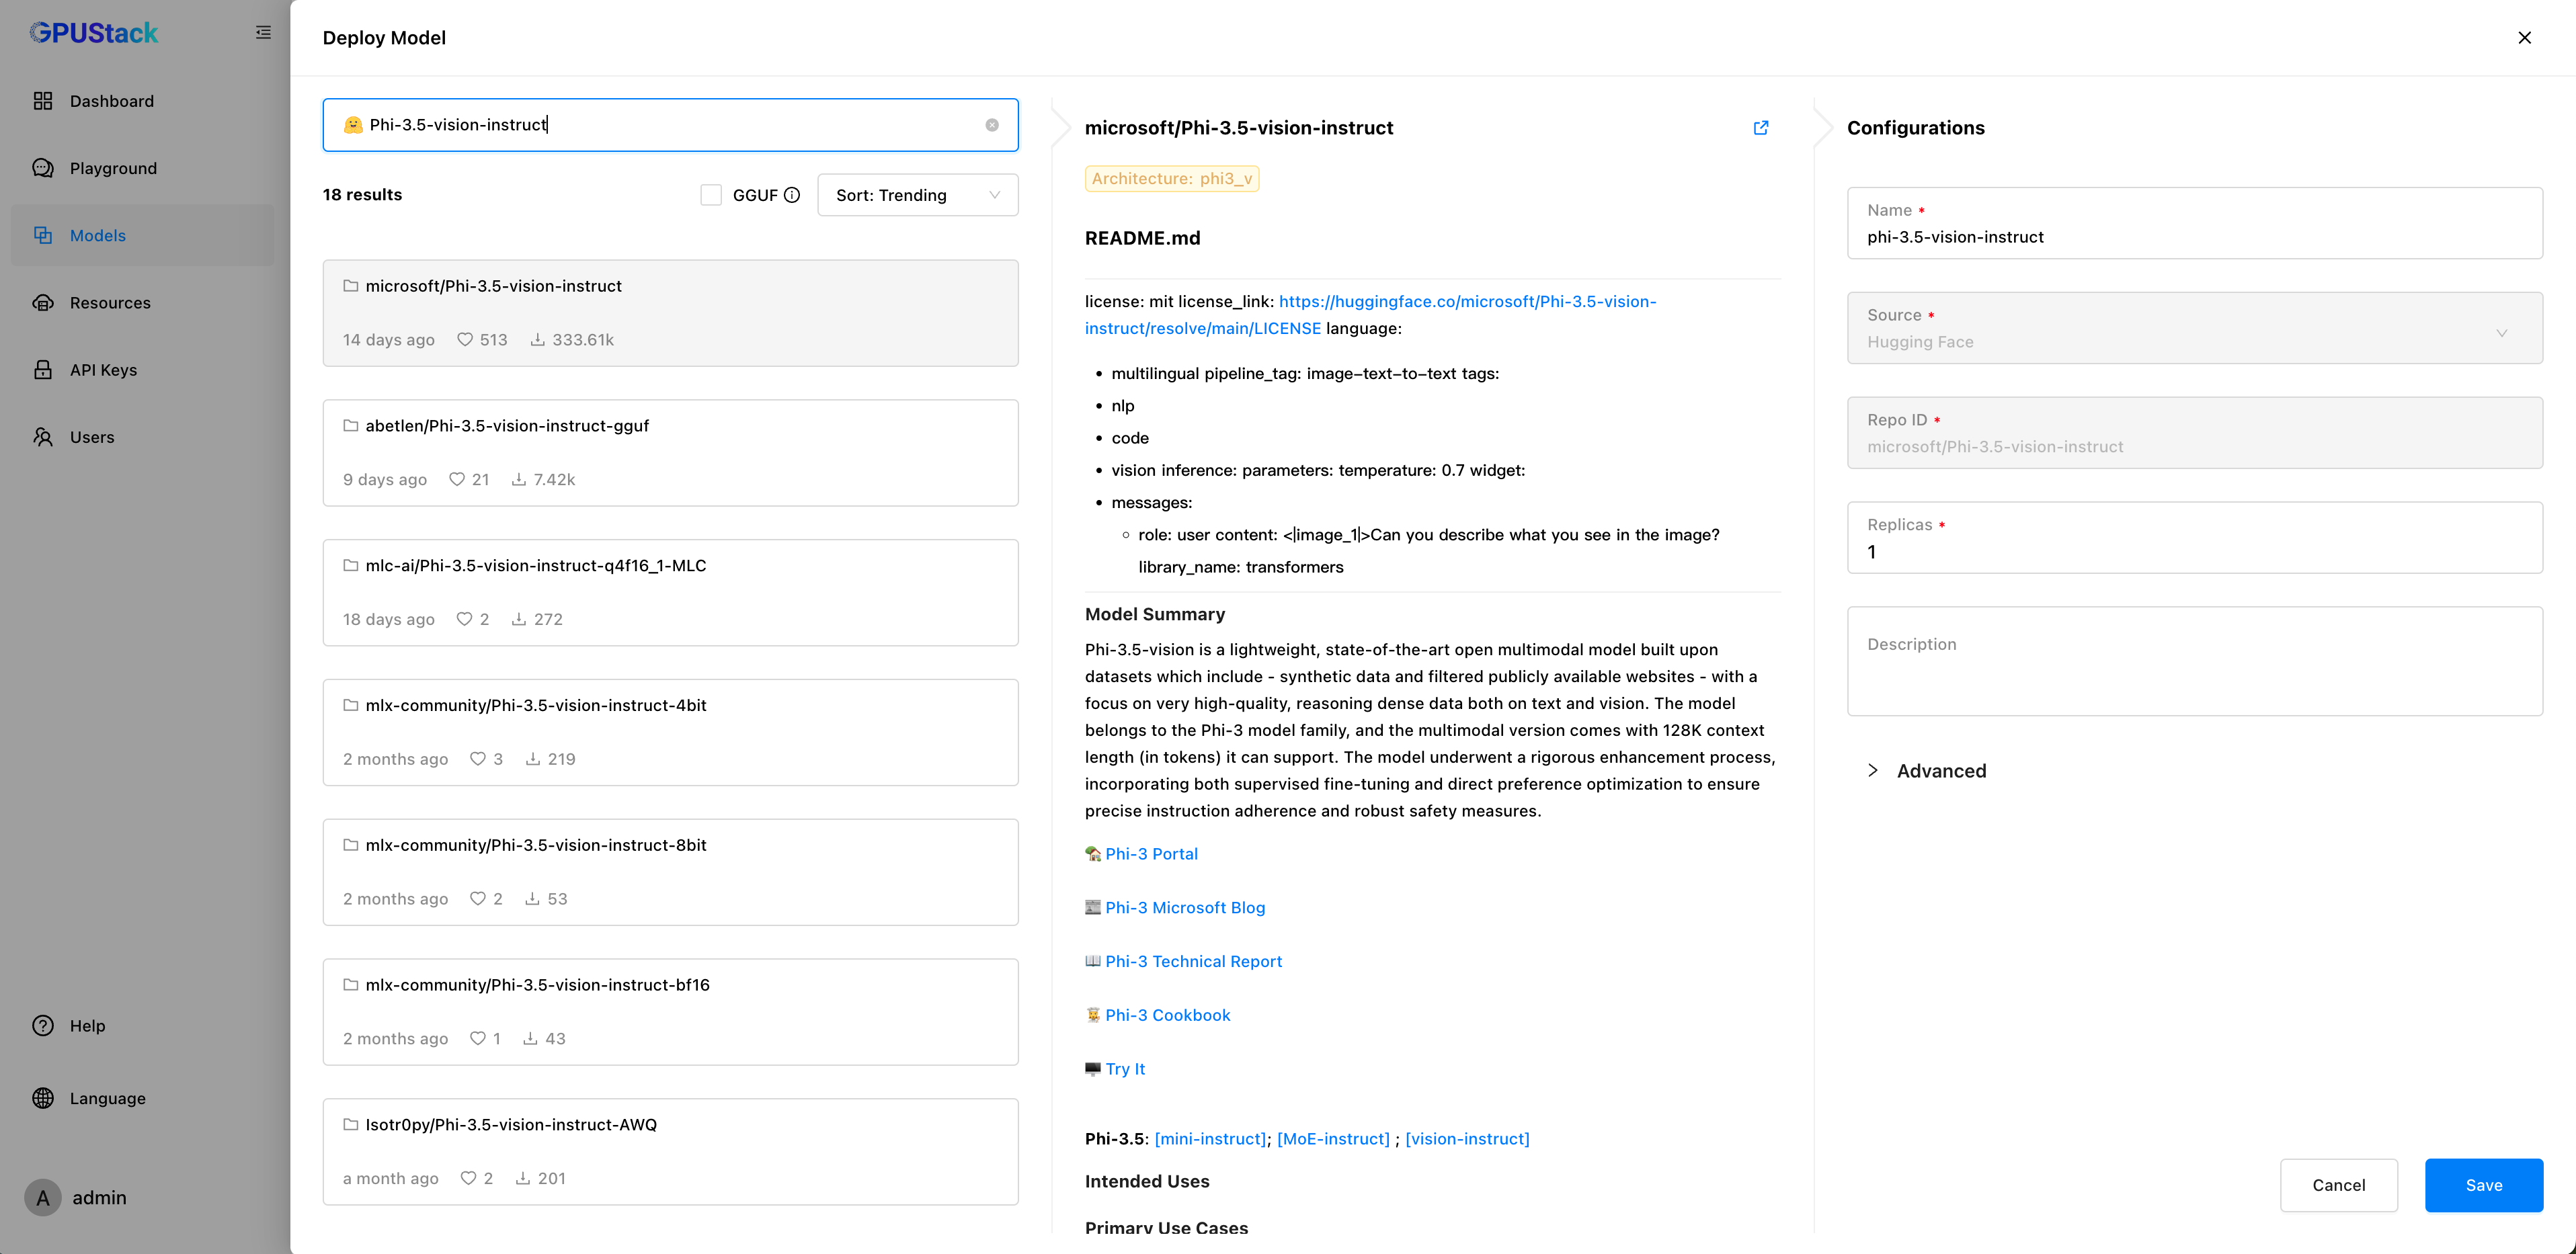 GPUStack
Dashboard
Playground
Models
Resources
API Keys
Users
Help
Language
A admin
Deploy Model
Phi-3.5-vision-instruct
18 results
GGUF
Sort: Trending
microsoft/Phi-3.5-vision-instruct
14 days ago 513 333.61k
abetlen/Phi-3.5-vision-instruct-gguf
9 days ago 21 7.42k
mlc-ai/Phi-3.5-vision-instruct-q4f16_1-MLC
18 days ago 2 272
mlx-community/Phi-3.5-vision-instruct-4bit
2 months ago 3 219
mlx-community/Phi-3.5-vision-instruct-8bit
2 months ago 2 53
mlx-community/Phi-3.5-vision-instruct-bf16
2 months ago 1 43
Isotr0py/Phi-3.5-vision-instruct-AWQ
a month ago 2 201
microsoft/Phi-3.5-vision-instruct
Architecture: phi3_v
README.md
license: mit license_link: https://huggingface.co/microsoft/Phi-3.5-vision-
instruct/resolve/main/LICENSE language:
• multilingual pipeline_tag: image-text-to-text tags:
• nlp
• code
• vision inference: parameters: temperature: 0.7 widget:
• messages:
◦ role: user content: <|image_1|>Can you describe what you see in the image?
library_name: transformers
Model Summary
Phi-3.5-vision is a lightweight, state-of-the-art open multimodal model built upon
datasets which include - synthetic data and filtered publicly available websites - with a
focus on very high-quality, reasoning dense data both on text and vision. The model
belongs to the Phi-3 model family, and the multimodal version comes with 128K context
length (in tokens) it can support. The model underwent a rigorous enhancement process,
incorporating both supervised fine-tuning and direct preference optimization to ensure
precise instruction adherence and robust safety measures.
Phi-3 Portal
Phi-3 Microsoft Blog
Phi-3 Technical Report
Phi-3 Cookbook
Try It
Phi-3.5: [mini-instruct]; [MoE-instruct] ; [vision-instruct]
Intended Uses
Primary Use Cases
Configurations
Name *
phi-3.5-vision-instruct
Source *
Hugging Face
Repo ID *
microsoft/Phi-3.5-vision-instruct
Replicas *
1
Description
Advanced
Cancel
Save